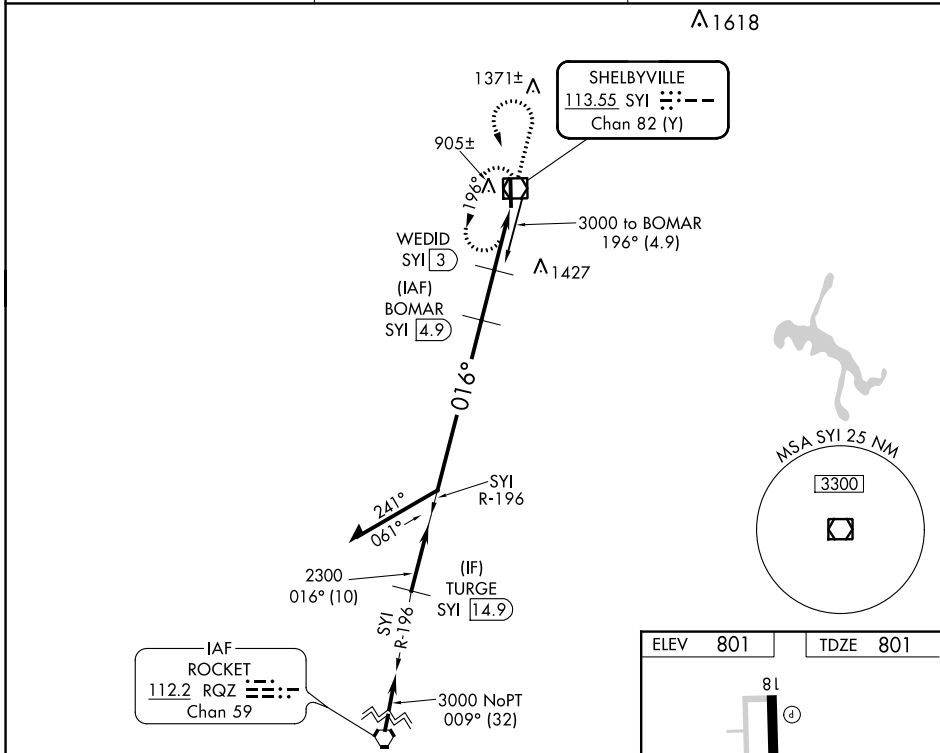 1618
1371±
SHELBYVILLE
113.55 SYI
Chan 82 (Y)
905±
196°
3000 to BOMAR
196° (4.9)
WEDID
SYI 3
1427
(IAF)
BOMAR
SYI 4.9
016°
MSA SYI 25 NM
3300
SYI
R-196
241°
061°
2300
016° (10)
(IF)
TURGE
SYI 14.9
SYI
R-196
IAF
ROCKET
112.2 RQZ
Chan 59
3000 NoPT
009° (32)
ELEV 801
TDZE 801
18
P